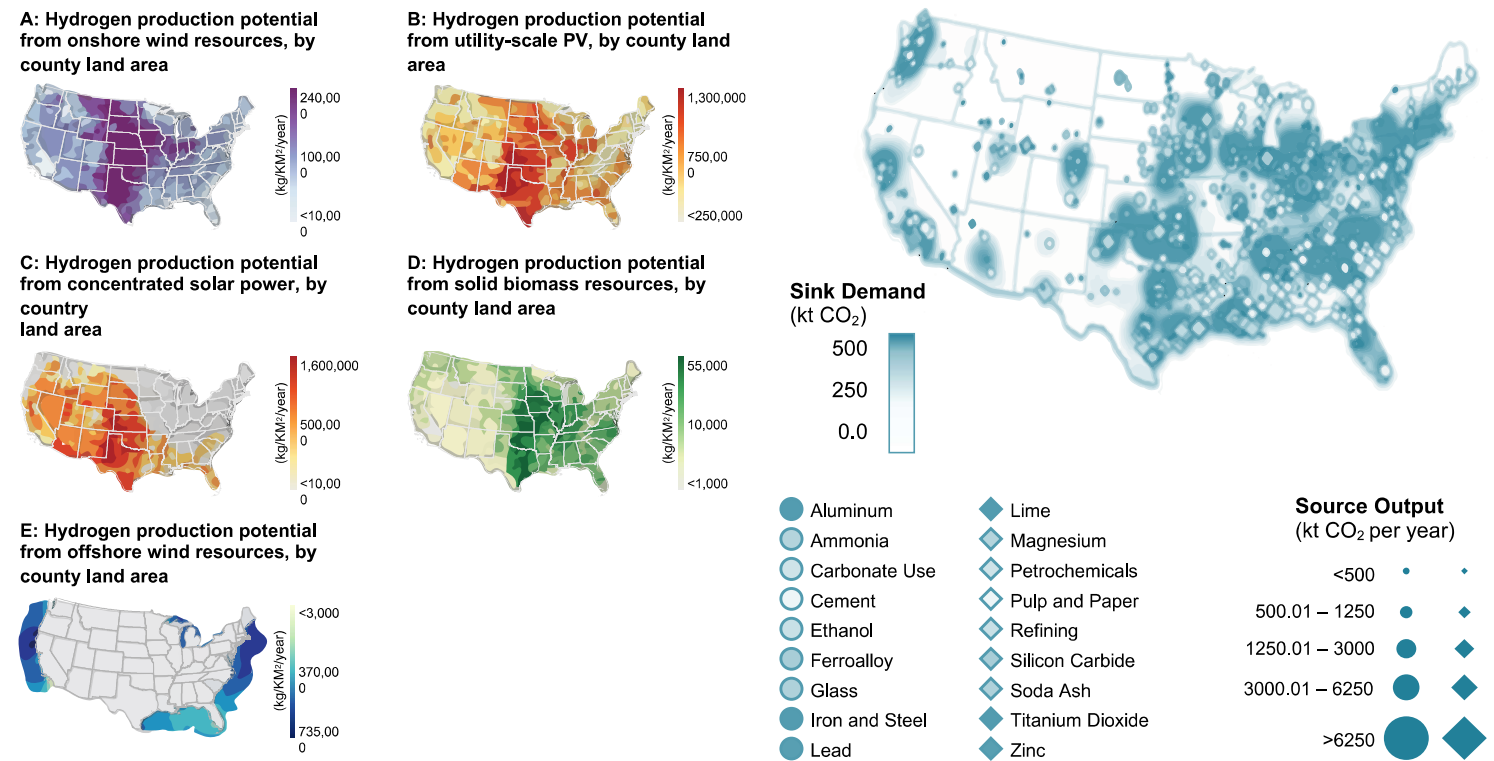 A: Hydrogen production potential
from onshore wind resources, by
county land area
240,00
0
100,00
0
<10,00
0
(kg/KM²/year)
B: Hydrogen production potential
from utility-scale PV, by county land
area
1,300,000
750,00
0
<250,000
(kg/KM²/year)
C: Hydrogen production potential
from concentrated solar power, by
country
land area
1,600,000
500,00
0
<10,00
0
(kg/KM²/year)
D: Hydrogen production potential
from solid biomass resources, by
county land area
55,000
10,000
<1,000
(kg/KM²/year)
E: Hydrogen production potential
from offshore wind resources, by
county land area
<3,000
370,00
0
735,00
0
(kg/KM²/year)
Sink Demand
(kt CO₂)
500
250
0.0
Aluminum
Ammonia
Carbonate Use
Cement
Ethanol
Ferroalloy
Glass
Iron and Steel
Lead
Lime
Magnesium
Petrochemicals
Pulp and Paper
Refining
Silicon Carbide
Soda Ash
Titanium Dioxide
Zinc
Source Output
(kt CO₂ per year)
<500
500.01 – 1250
1250.01 – 3000
3000.01 – 6250
>6250